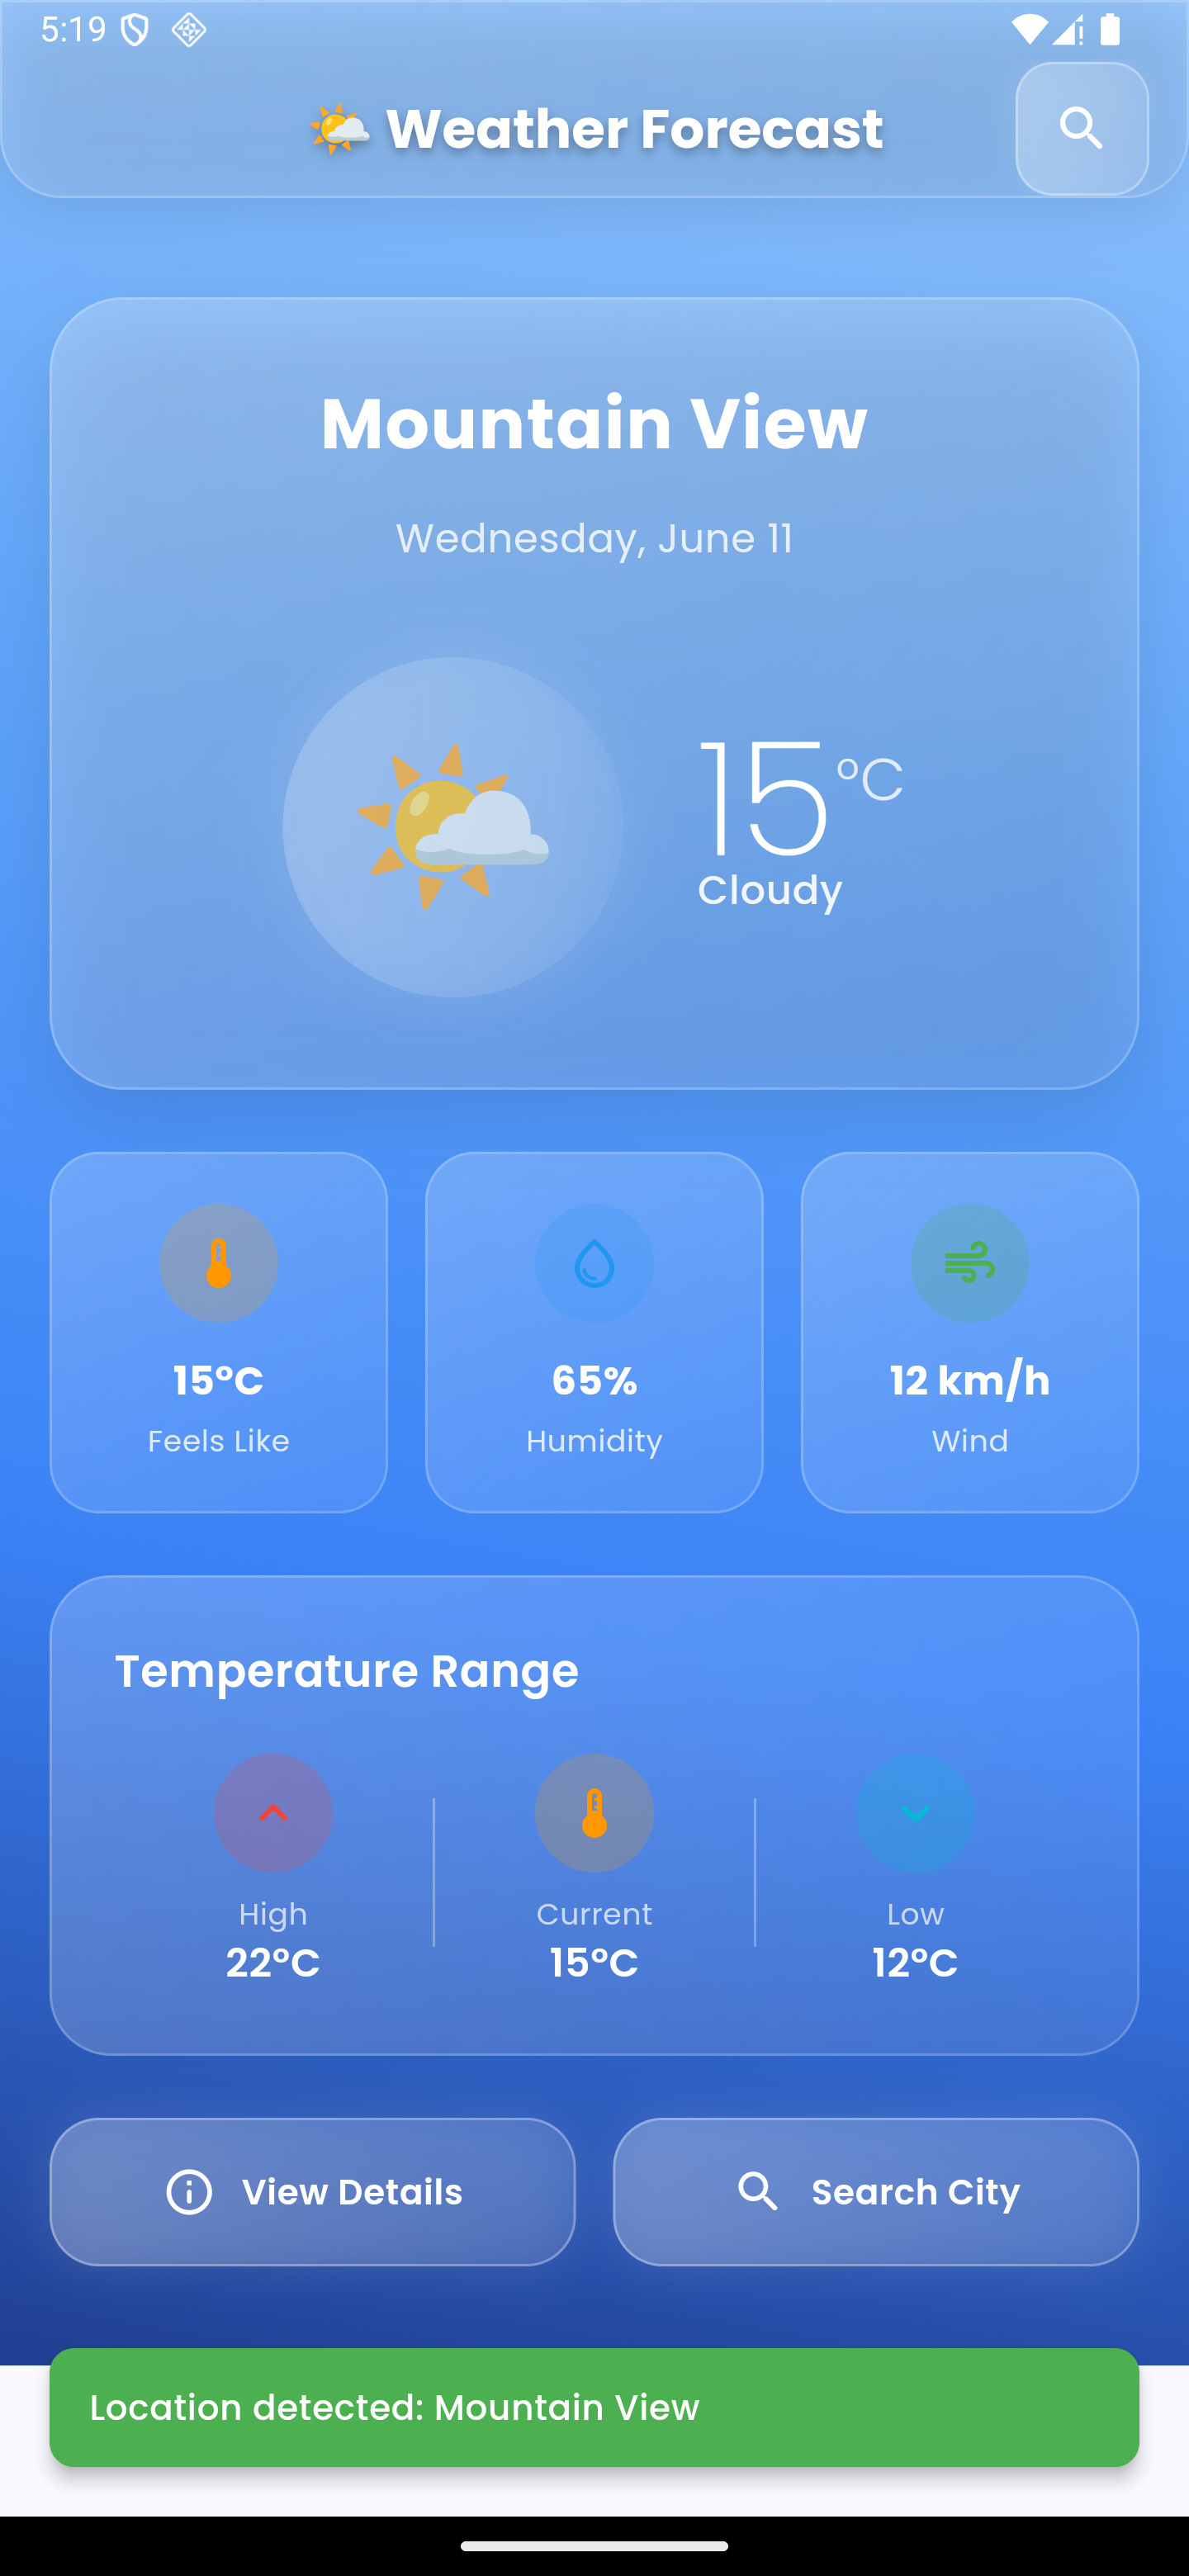 5:19
Weather Forecast
Mountain View
Wednesday, June 11
15°C
Cloudy
15°C
Feels Like
65%
Humidity
12 km/h
Wind
Temperature Range
High
22°C
Current
15°C
Low
12°C
View Details
Search City
Location detected: Mountain View